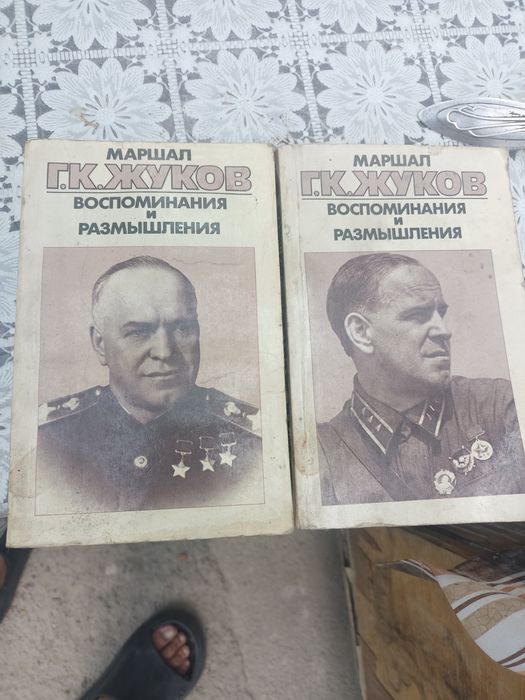 МАРШАЛ
Г.К.ЖУКОВ
ВОСПОМИНАНИЯ
И
РАЗМЫШЛЕНИЯ
МАРШАЛ
Г.К.ЖУКОВ
ВОСПОМИНАНИЯ
И
РАЗМЫШЛЕНИЯ